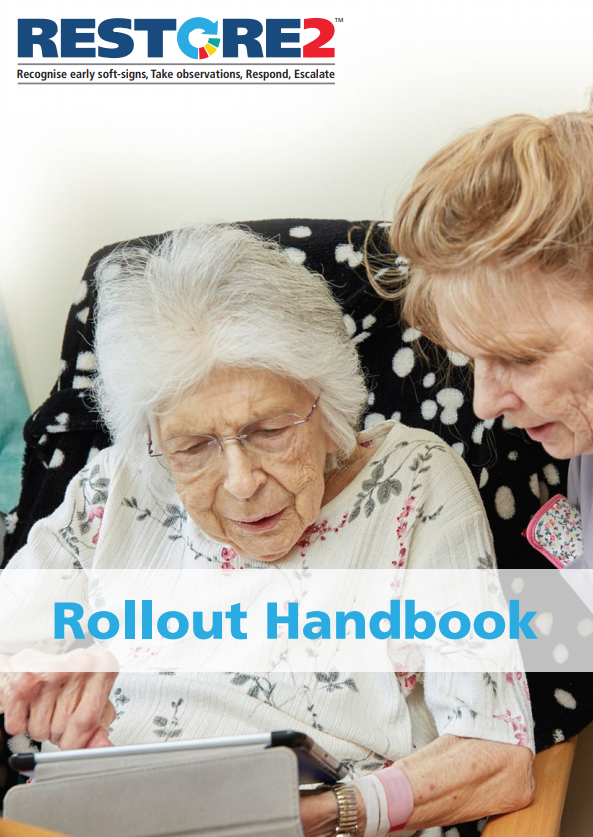 RESTORE2™
Recognise early soft-signs, Take observations, Respond, Escalate
Rollout Handbook